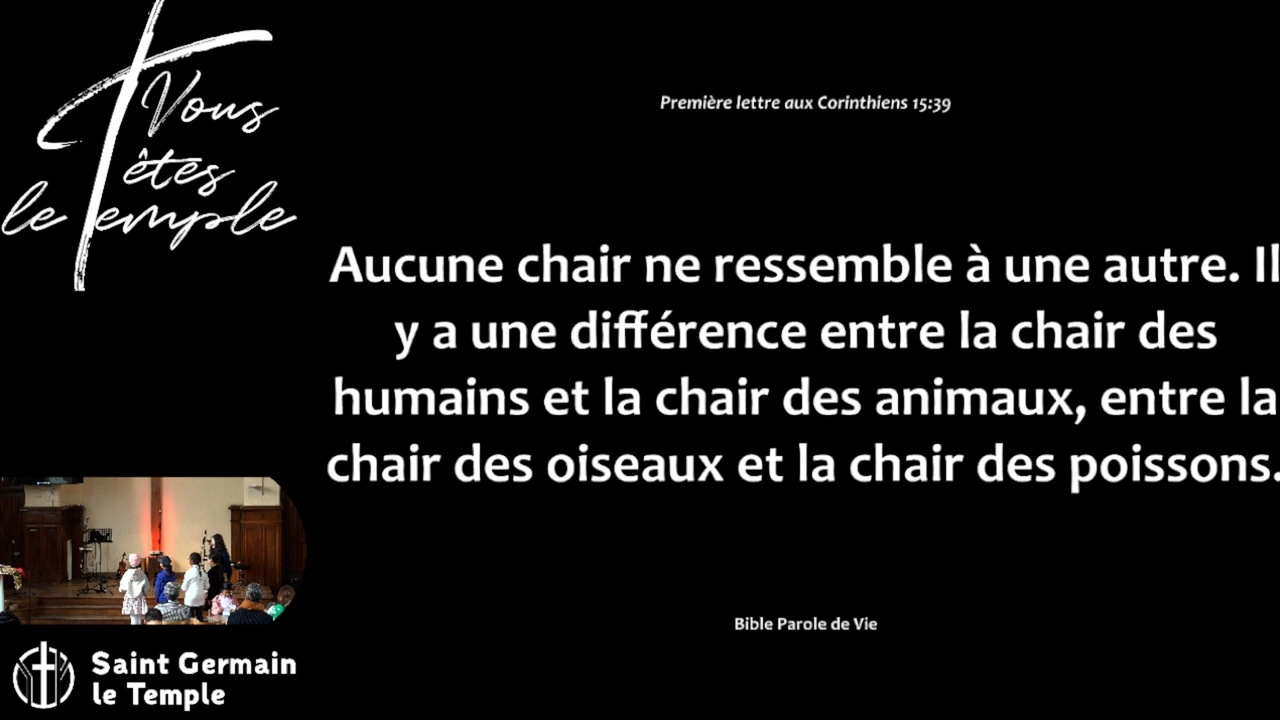 Vous
êtes
le Temple
Première lettre aux Corinthiens 15:39
Aucune chair ne ressemble à une autre. Il
y a une différence entre la chair des
humains et la chair des animaux, entre la
chair des oiseaux et la chair des poissons.
Bible Parole de Vie
Saint Germain
le Temple